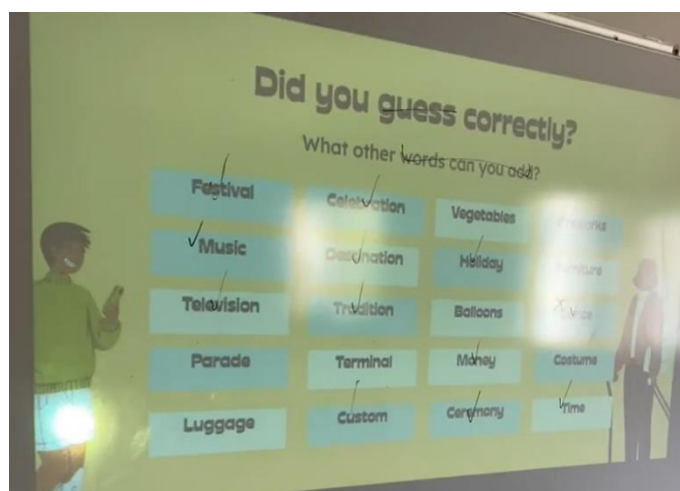 Did you guess correctly?
What other words can you add?
Festival Celebration Vegetables
Music Destination Holiday
Television Tradition Balloons
Parade Terminal Money Costume
Luggage Custom Ceremony Time